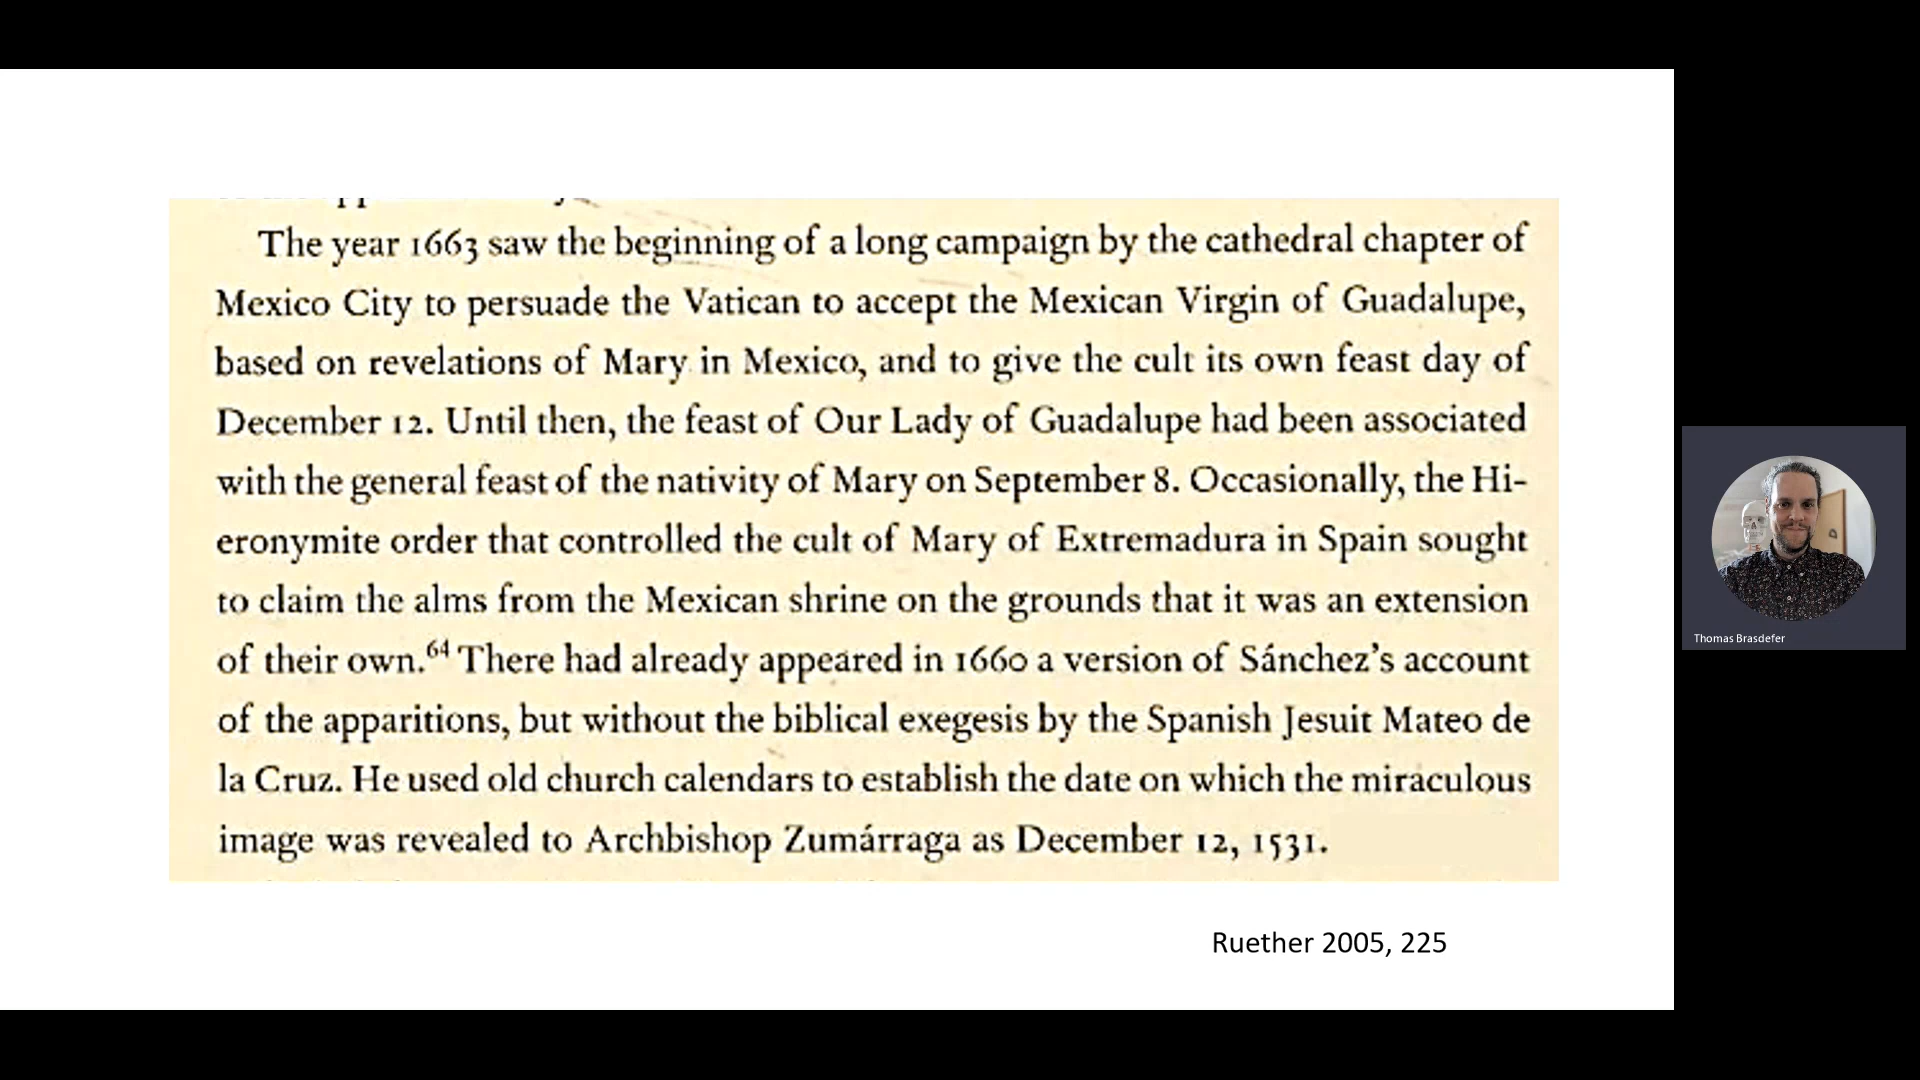 The year 1663 saw the beginning of a long campaign by the cathedral chapter of
Mexico City to persuade the Vatican to accept the Mexican Virgin of Guadalupe,
based on revelations of Mary in Mexico, and to give the cult its own feast day of
December 12. Until then, the feast of Our Lady of Guadalupe had been associated
with the general feast of the nativity of Mary on September 8. Occasionally, the Hi-
eronymite order that controlled the cult of Mary of Extremadura in Spain sought
to claim the alms from the Mexican shrine on the grounds that it was an extension
of their own.64 There had already appeared in 1660 a version of Sánchez's account
of the apparitions, but without the biblical exegesis by the Spanish Jesuit Mateo de
la Cruz. He used old church calendars to establish the date on which the miraculous
image was revealed to Archbishop Zumárraga as December 12, 1531.
Ruether 2005, 225
Thomas Brasdefer